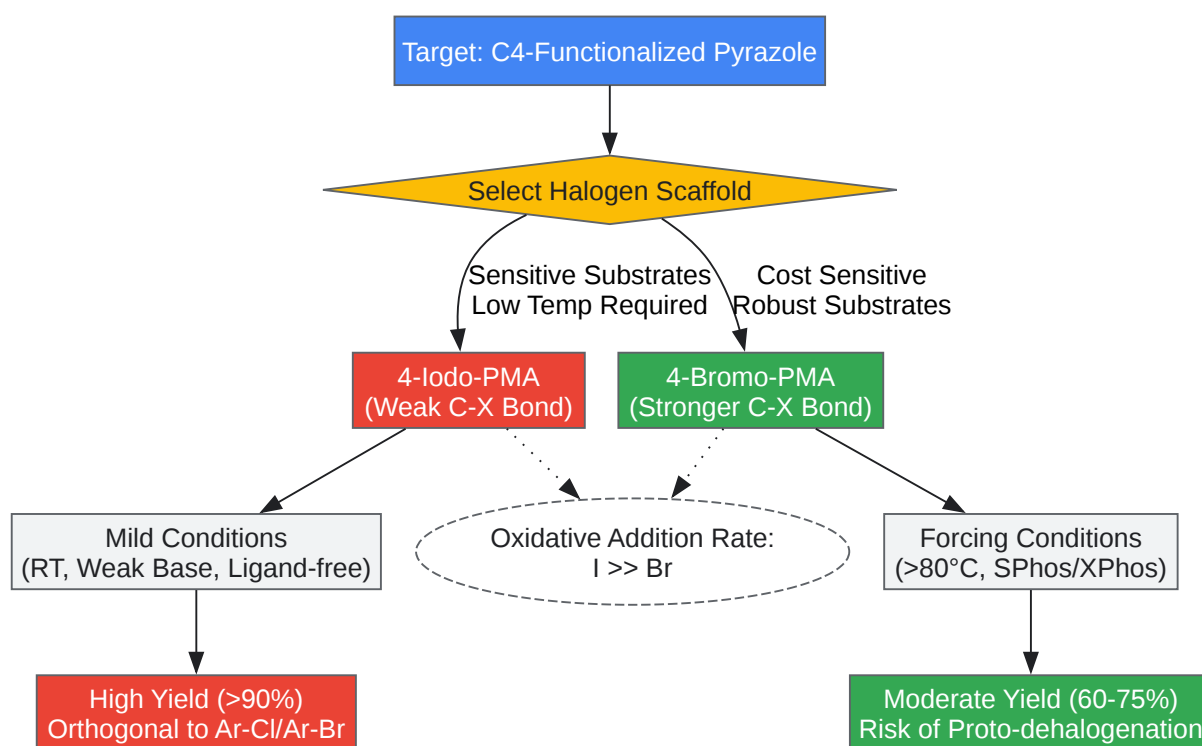 Target: C4-Functionalized Pyrazole
Select Halogen Scaffold
Sensitive Substrates
Low Temp Required
Cost Sensitive
Robust Substrates
4-Iodo-PMA
(Weak C-X Bond)
4-Bromo-PMA
(Stronger C-X Bond)
Mild Conditions
(RT, Weak Base, Ligand-free)
Oxidative Addition Rate:
I >> Br
Forcing Conditions
(>80°C, SPhos/XPhos)
High Yield (>90%)
Orthogonal to Ar-Cl/Ar-Br
Moderate Yield (60-75%)
Risk of Proto-dehalogenation